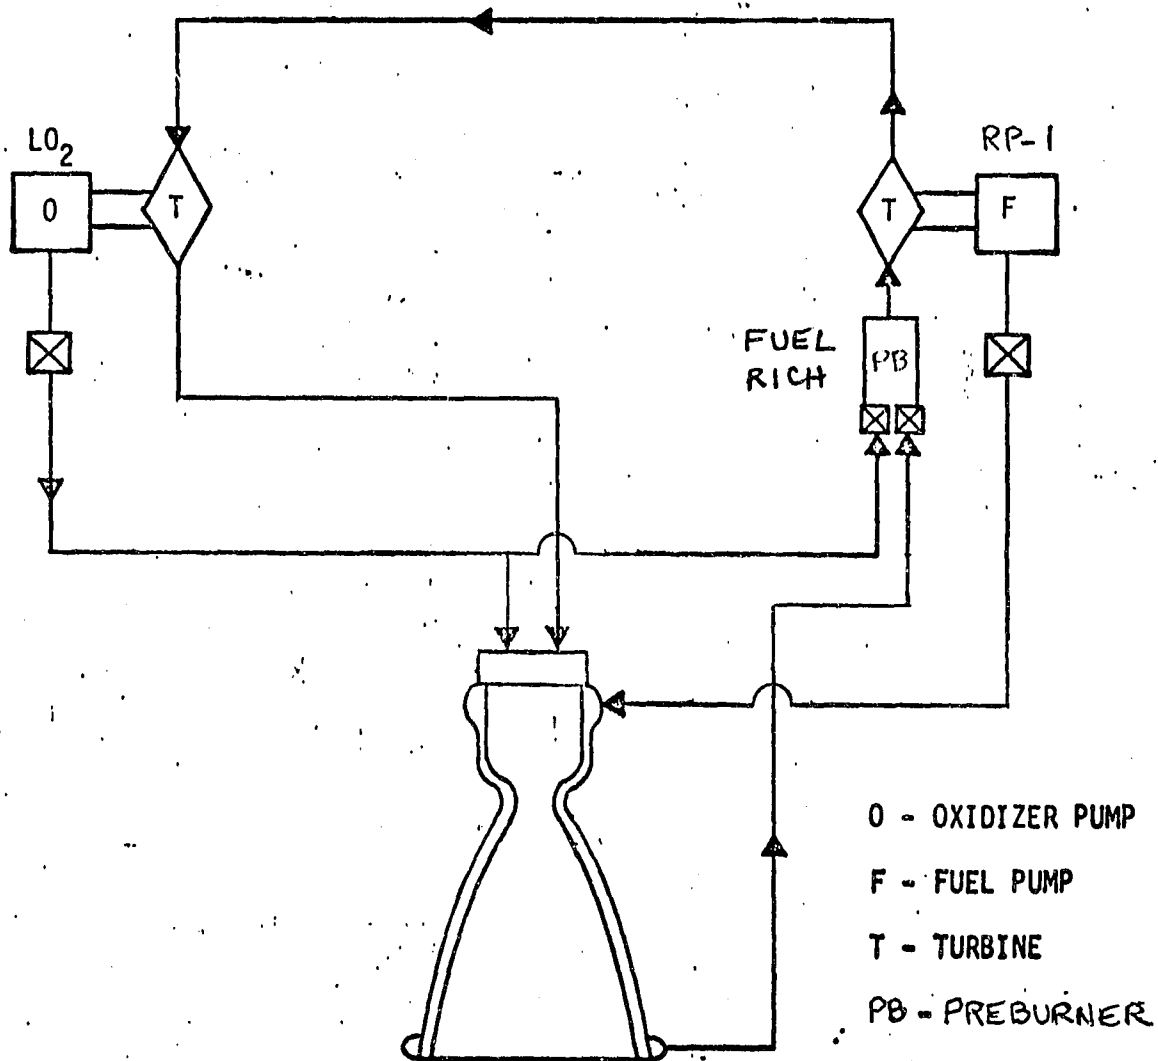 LO2
RP-1
O
T
T
F
FUEL
RICH
PB
O - OXIDIZER PUMP
F - FUEL PUMP
T - TURBINE
PB - PREBURNER